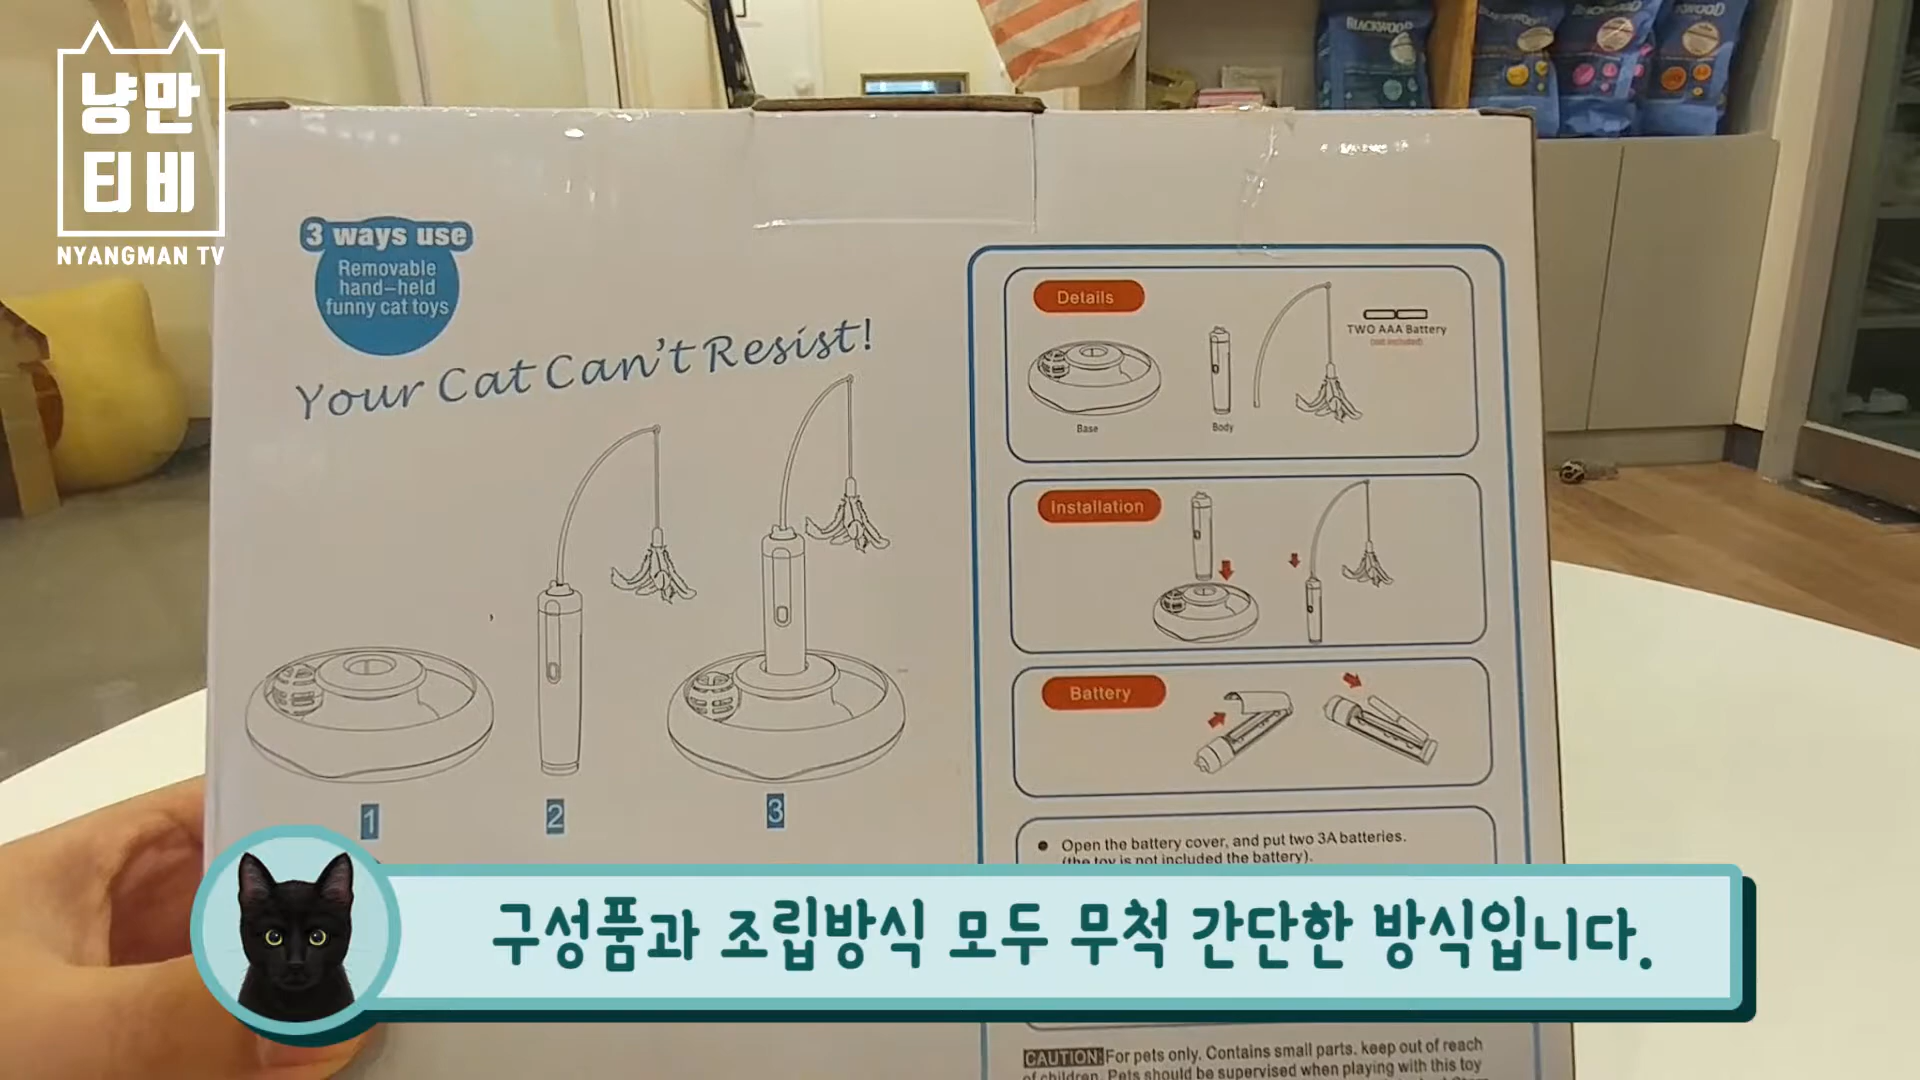 냥만
티비
NYANGMAN TV
BLACKWOOD
3 ways use
Removable
hand-held
funny cat toys
Your Cat Can't Resist!
1
2
3
Details
TWO AAA Battery
(not included)
Base
Body
Installation
Battery
Open the battery cover, and put two 3A batteries.
(the toy is not included the battery).
구성품과 조립방식 모두 무척 간단한 방식입니다.
CAUTION: For pets only. Contains small parts. keep out of reach
of children. Pets should be supervised when playing with this toy